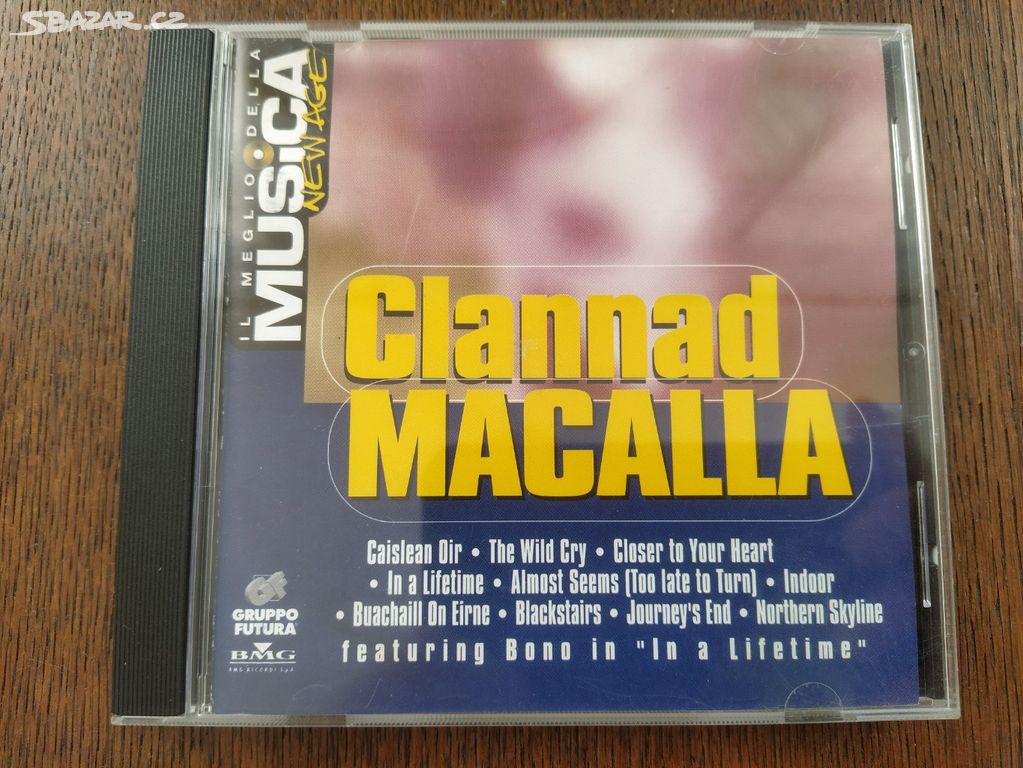 SBAZAR.CZ
IL MEGLIO DELLA
MUSICA
NEW AGE
Clannad
MACALLA
Caislean Oir • The Wild Cry • Closer to Your Heart
• In a Lifetime • Almost Seems (Too late to Turn) • Indoor
• Buachaill On Eirne • Blackstairs • Journey's End • Northern Skyline
featuring Bono in "In a Lifetime"
GRUPPO
FUTURA
BMG
BMG RICORDI S.p.A.